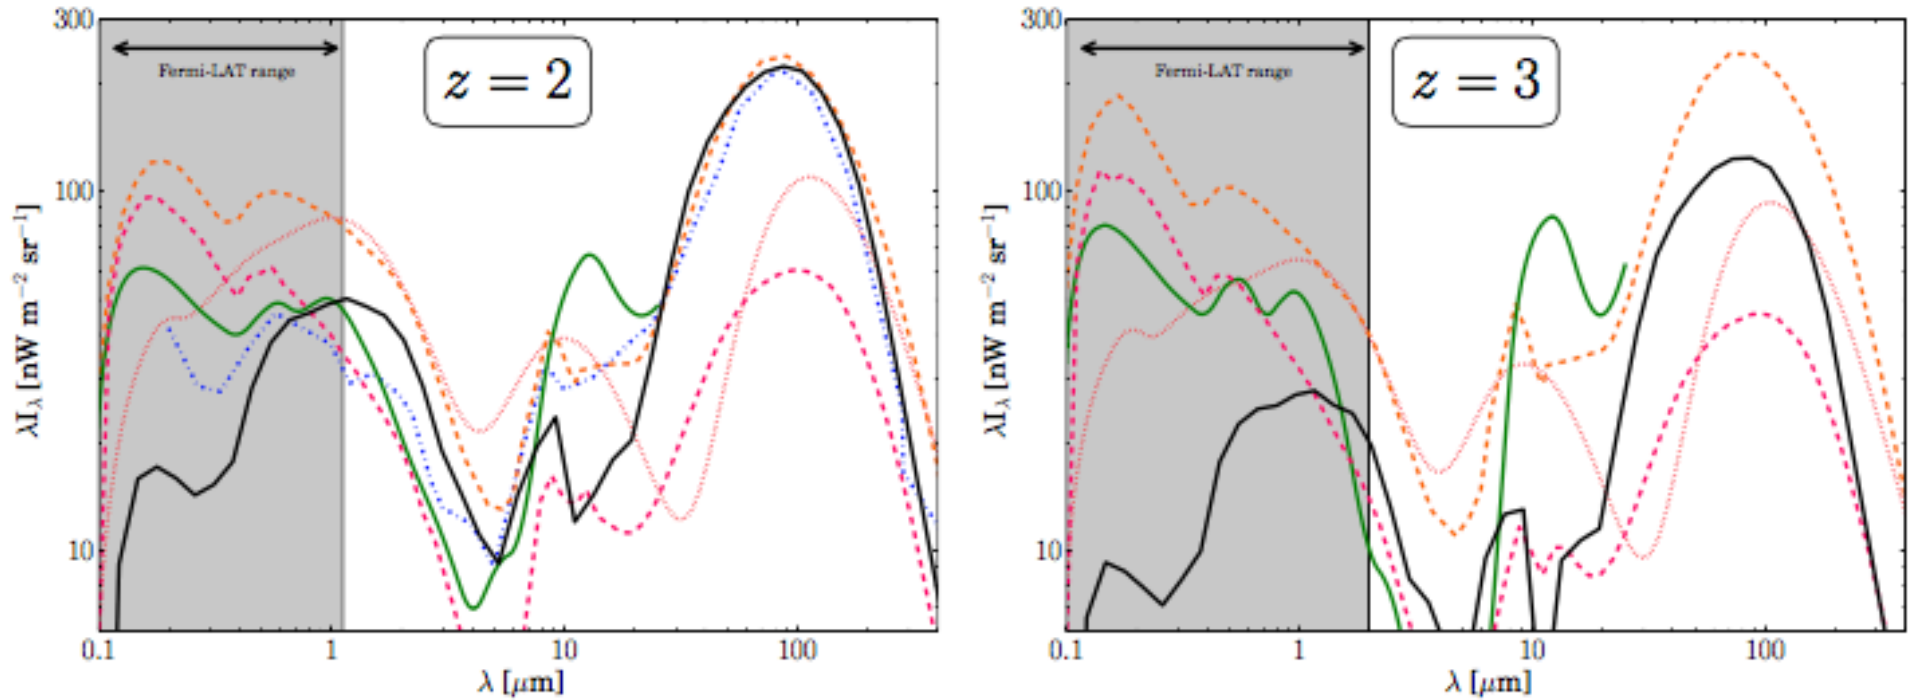 300
100
10
λI_λ [nW m⁻² sr⁻¹]
Fermi-LAT range
z = 2
0.1 1 10 100
λ [μm]
300
100
10
λI_λ [nW m⁻² sr⁻¹]
Fermi-LAT range
z = 3
0.1 1 10 100
λ [μm]